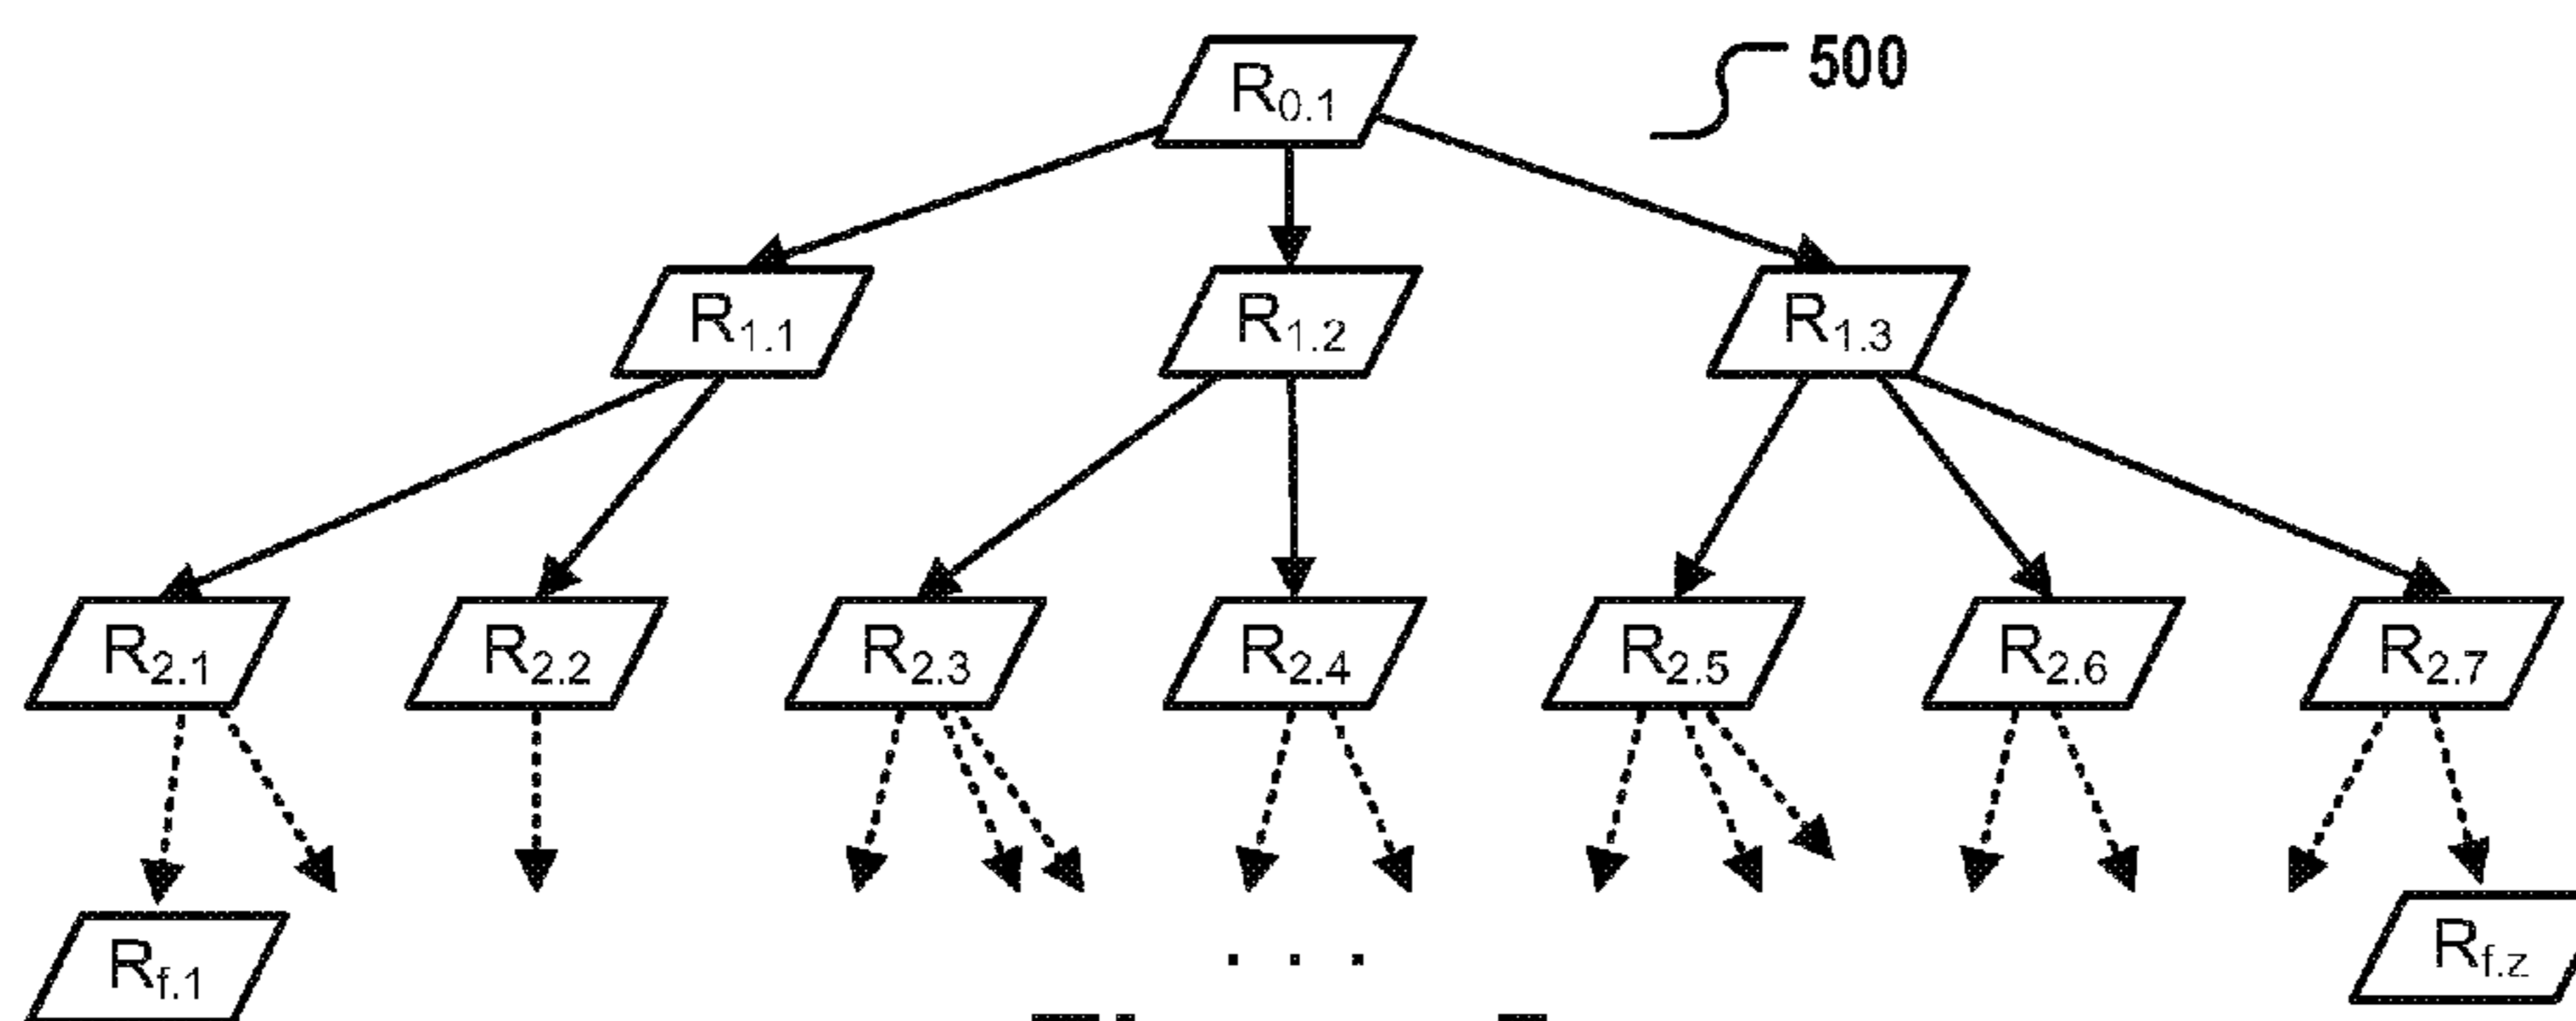 R0.1 500
R1.1 R1.2 R1.3
R2.1 R2.2 R2.3 R2.4 R2.5 R2.6 R2.7
. . .
Rf.1 Rf.z